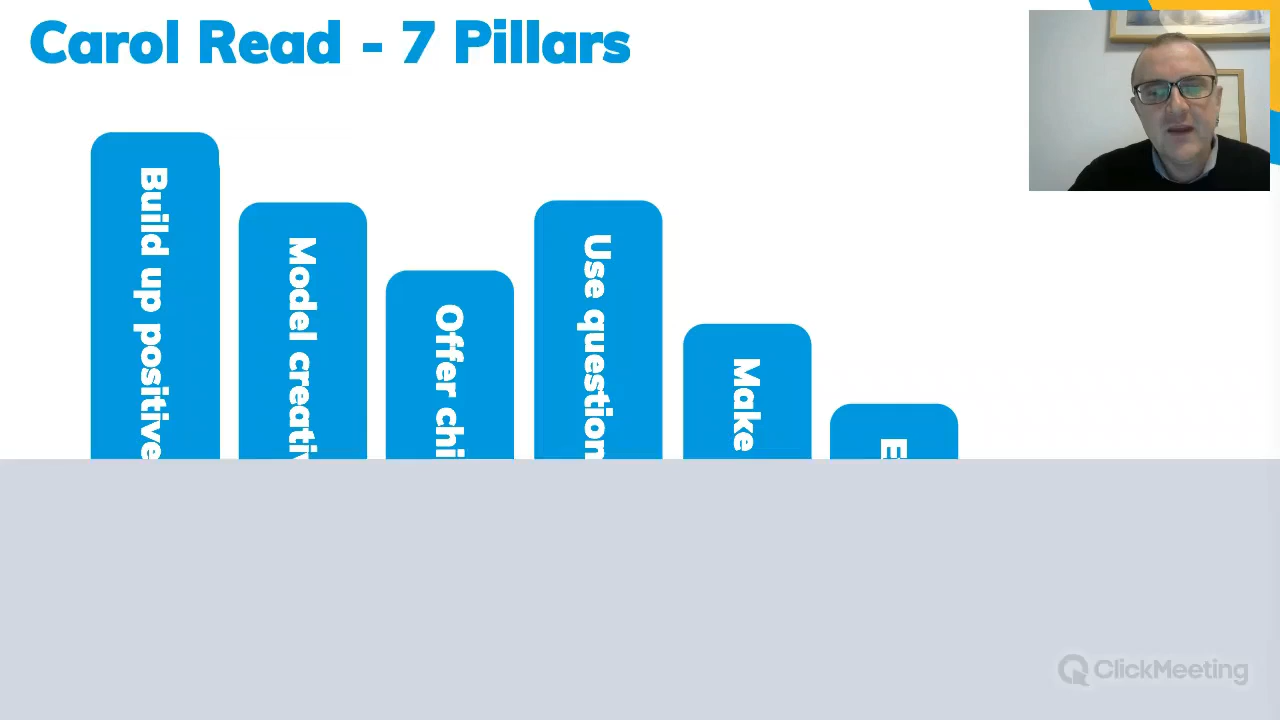 Carol Read - 7 Pillars
Build up positive
Model creativ
Offer chi
Use question
Make
E
ClickMeeting